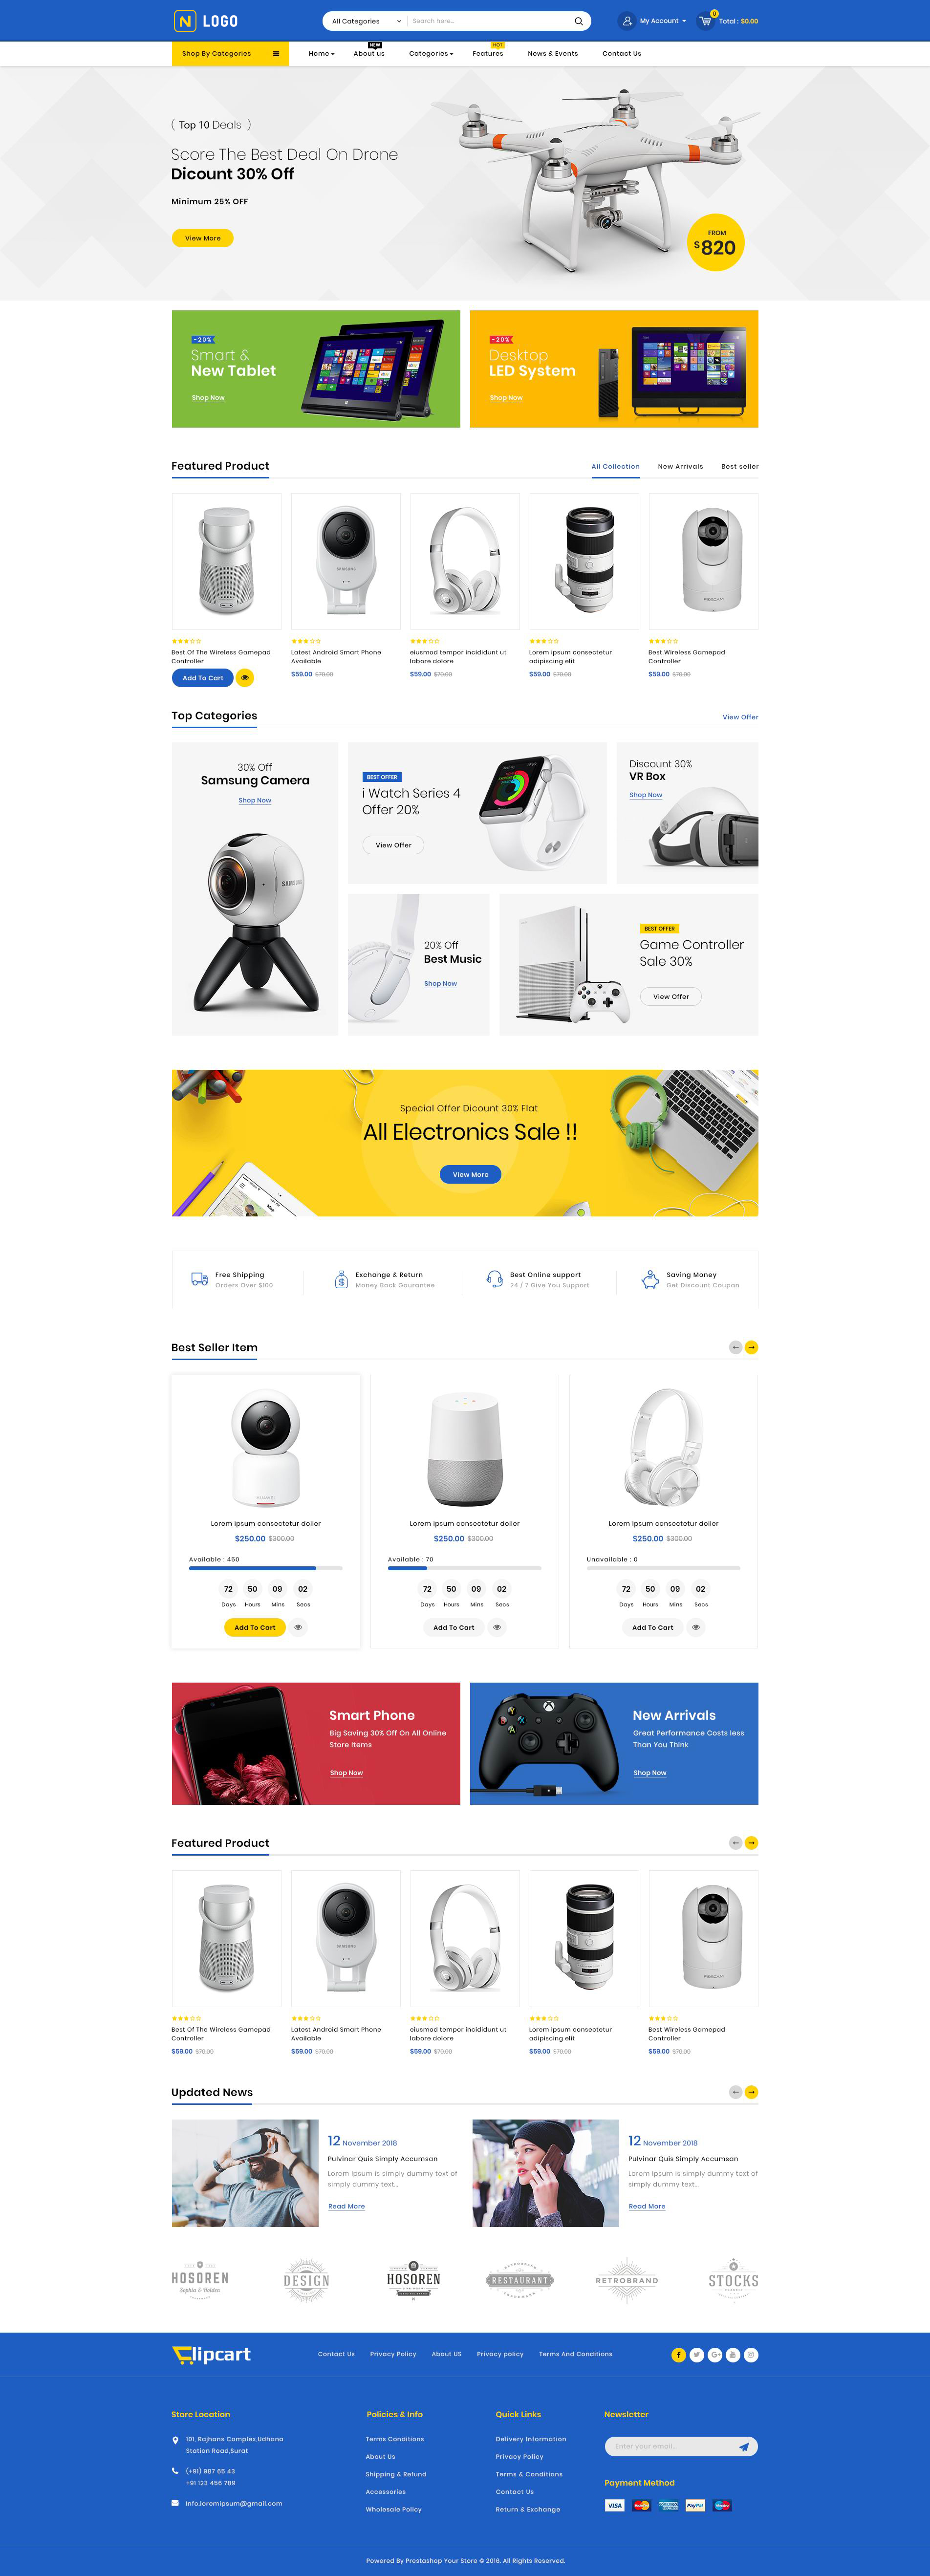 N LOGO
All Categories
Search here...
My Account
0
Total : $0.00
Shop By Categories
Home
NEW
About us
Categories
HOT
Features
News & Events
Contact Us
( Top 10 Deals )
Score The Best Deal On Drone
Dicount 30% Off
Minimum 25% OFF
View More
FROM
$820
-20%
Smart &
New Tablet
Shop Now
-20%
Desktop
LED System
Shop Now
Featured Product
All Collection
New Arrivals
Best seller
SAMSUNG
Best Of The Wireless Gamepad
Controller
Add To Cart
Latest Android Smart Phone
Available
$59.00 $70.00
eiusmod tempor incididunt ut
labore dolore
$59.00 $70.00
Lorem ipsum consectetur
adipiscing elit
$59.00 $70.00
Best Wireless Gamepad
Controller
$59.00 $70.00
Top Categories
View Offer
30% Off
Samsung Camera
Shop Now
SAMSUNG
BEST OFFER
i Watch Series 4
Offer 20%
View Offer
Discount 30%
VR Box
Shop Now
20% Off
Best Music
Shop Now
BEST OFFER
Game Controller
Sale 30%
View Offer
Special Offer Dicount 30% Flat
All Electronics Sale !!
View More
Free Shipping
Orders Over $100
Exchange & Return
Money Back Gaurantee
Best Online support
24 / 7 Give You Support
Saving Money
Get Discount Coupan
Best Seller Item
HUAWEI
Lorem ipsum consectetur doller
$250.00 $300.00
Available : 450
72 50 09 02
Days Hours Mins Secs
Add To Cart
Lorem ipsum consectetur doller
$250.00 $300.00
Available : 70
72 50 09 02
Days Hours Mins Secs
Add To Cart
Lorem ipsum consectetur doller
$250.00 $300.00
Unavailable : 0
72 50 09 02
Days Hours Mins Secs
Add To Cart
Smart Phone
Big Saving 30% Off On All Online
Store Items
Shop Now
New Arrivals
Great Performance Costs less
Than You Think
Shop Now
Featured Product
SAMSUNG
Best Of The Wireless Gamepad
Controller
$59.00 $70.00
Latest Android Smart Phone
Available
$59.00 $70.00
eiusmod tempor incididunt ut
labore dolore
$59.00 $70.00
Lorem ipsum consectetur
adipiscing elit
$59.00 $70.00
Best Wireless Gamepad
Controller
$59.00 $70.00
Updated News
12 November 2018
Pulvinar Quis Simply Accumsan
Lorem Ipsum is simply dummy text of
simply dummy text...
Read More
12 November 2018
Pulvinar Quis Simply Accumsan
Lorem Ipsum is simply dummy text of
simply dummy text...
Read More
HOSOREN
DESIGN
HOSOREN
RESTAURANT
RETROBRAND
STOCKS
Clipcart
Contact Us
Privacy Policy
About US
Privacy policy
Terms And Conditions
Store Location
101, Rajhans Complex,Udhana
Station Road,Surat
(+91) 987 65 43
+91 123 456 789
Info.loremipsum@gmail.com
Policies & Info
Terms Conditions
About Us
Shipping & Refund
Accessories
Wholesale Policy
Quick Links
Delivery Information
Privacy Policy
Terms & Conditions
Contact Us
Return & Exchange
Newsletter
Enter your email...
Payment Method
VISA
PayPal
Powered By Prestashop Your Store © 2016. All Rights Reserved.